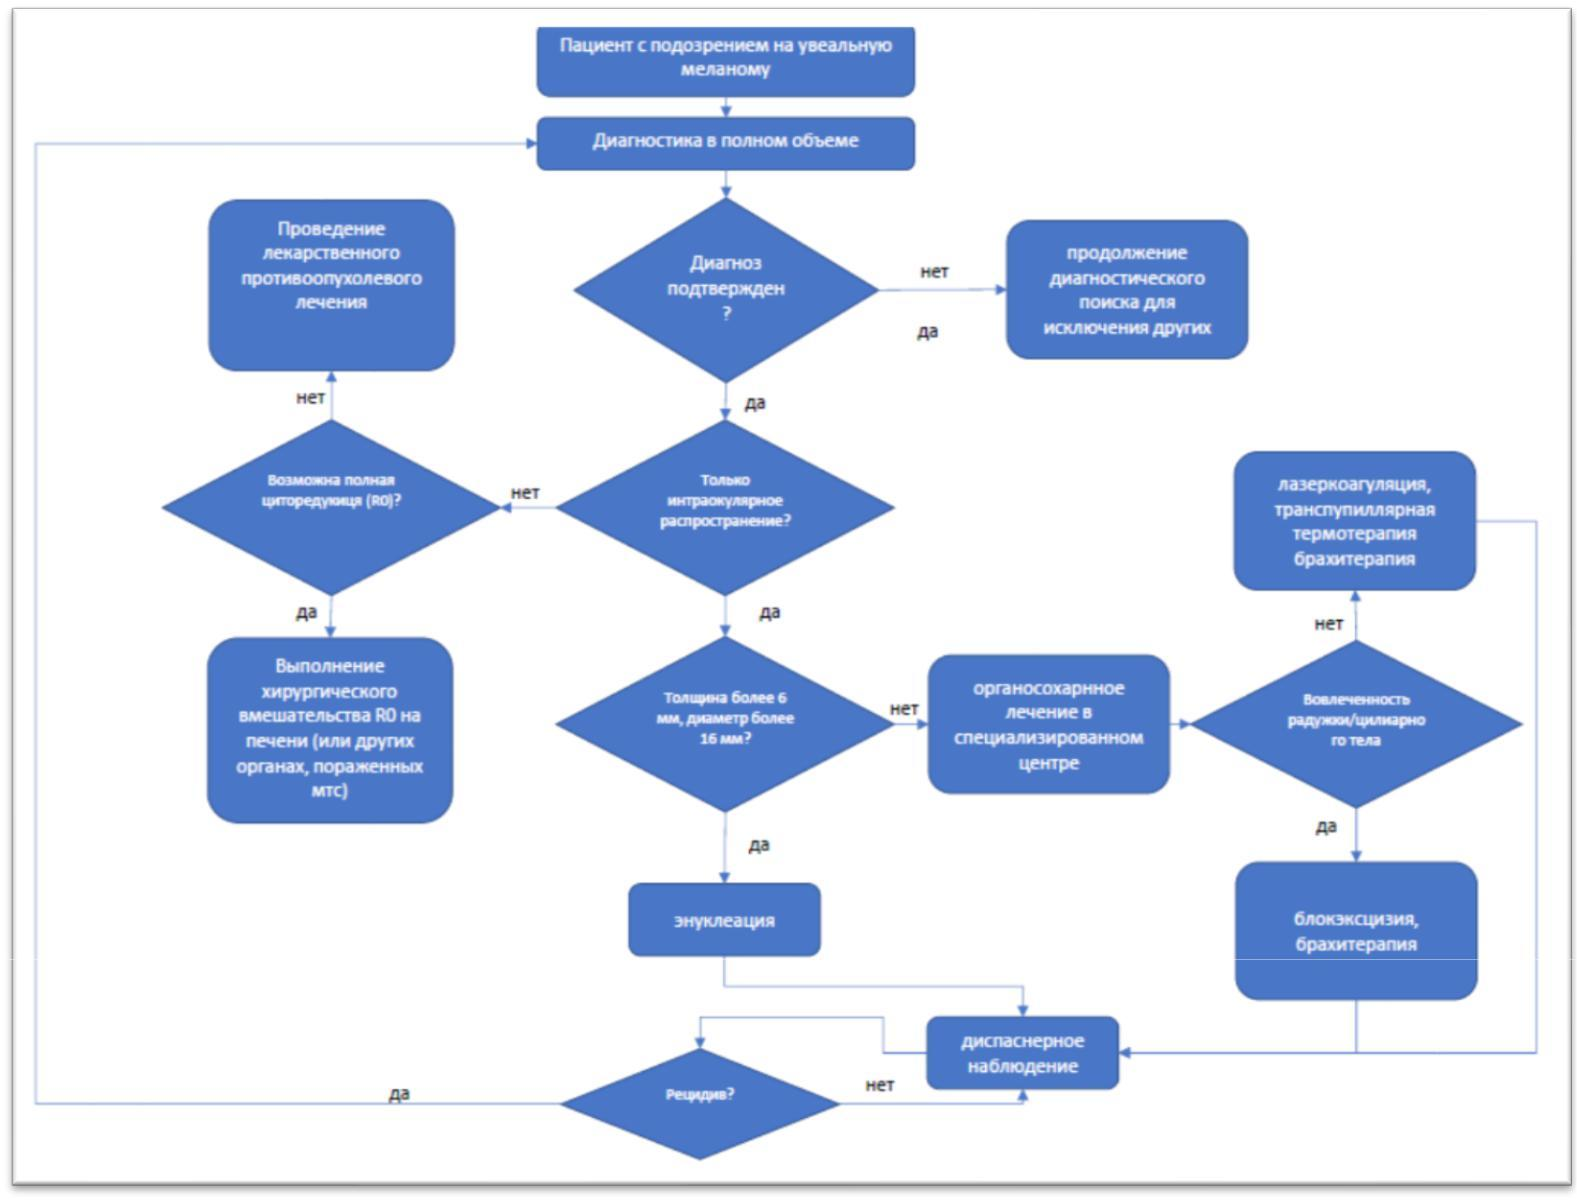 Пациент с подозрением на увеальную
меланому
Диагностика в полном объеме
Проведение
лекарственного
противоопухолевого
лечения
Диагноз
подтвержден
?
нет
да
продолжение
диагностического
поиска для
исключения других
нет
да
Возможна полная
циторедукиця (R0)?
нет
Только
интраокулярное
распространение?
лазеркоагуляция,
транспупиллярная
термотерапия
брахитерапия
да
да
нет
Выполнение
хирургического
вмешательства R0 на
печени (или других
органах, пораженных
мтс)
Толщина более 6
мм, диаметр более
16 мм?
нет
органосохарнное
лечение в
специализированном
центре
Вовлеченность
радужки/цилиарно
го тела
да
да
энуклеация
блокэксцизия,
брахитерапия
диспаснерное
наблюдение
да
Рецидив?
нет